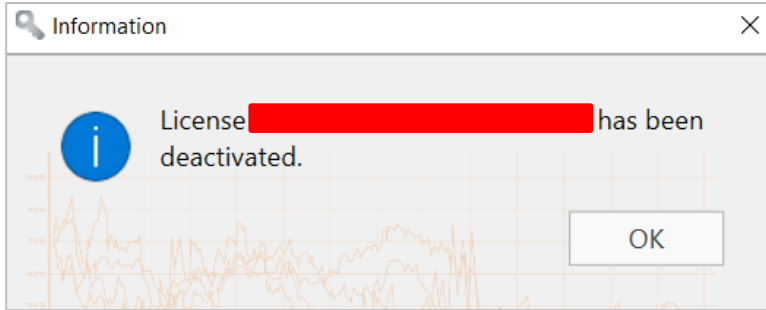 Information
License has been
deactivated.
OK